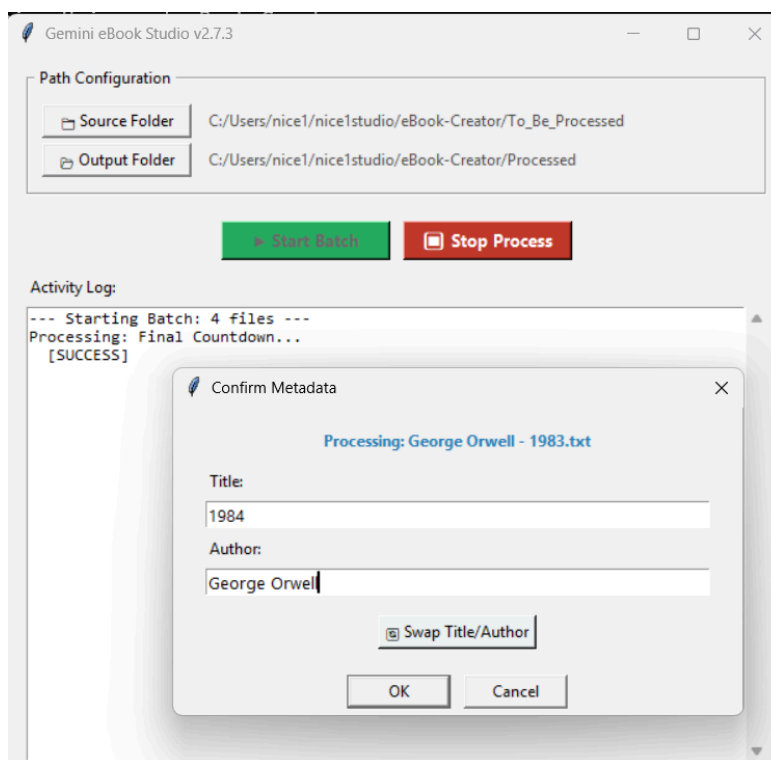 Gemini eBook Studio v2.7.3
Path Configuration
Source Folder C:/Users/nice1/nice1studio/eBook-Creator/To_Be_Processed
Output Folder C:/Users/nice1/nice1studio/eBook-Creator/Processed
Start Batch Stop Process
Activity Log:
--- Starting Batch: 4 files ---
Processing: Final Countdown...
[SUCCESS]
Confirm Metadata
Processing: George Orwell - 1983.txt
Title:
1984
Author:
George Orwell
Swap Title/Author
OK Cancel